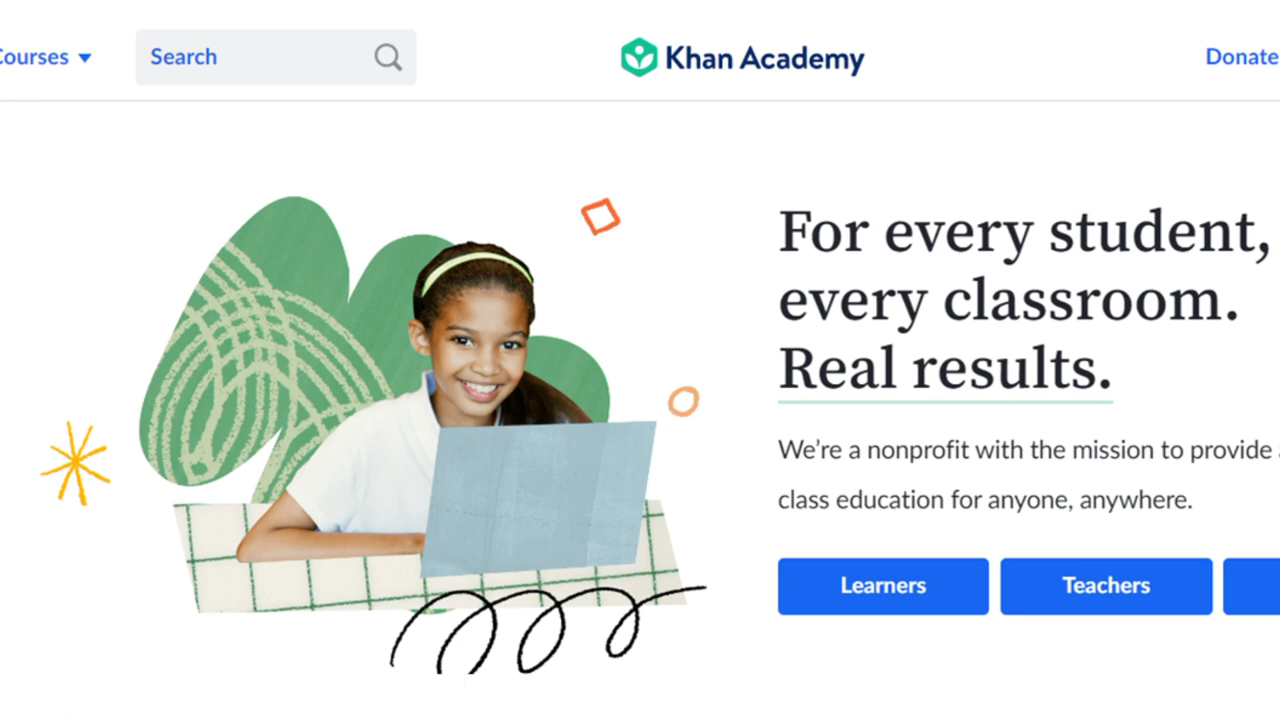 Courses
Search
Khan Academy
Donate
For every student,
every classroom.
Real results.
We're a nonprofit with the mission to provide
class education for anyone, anywhere.
Learners
Teachers